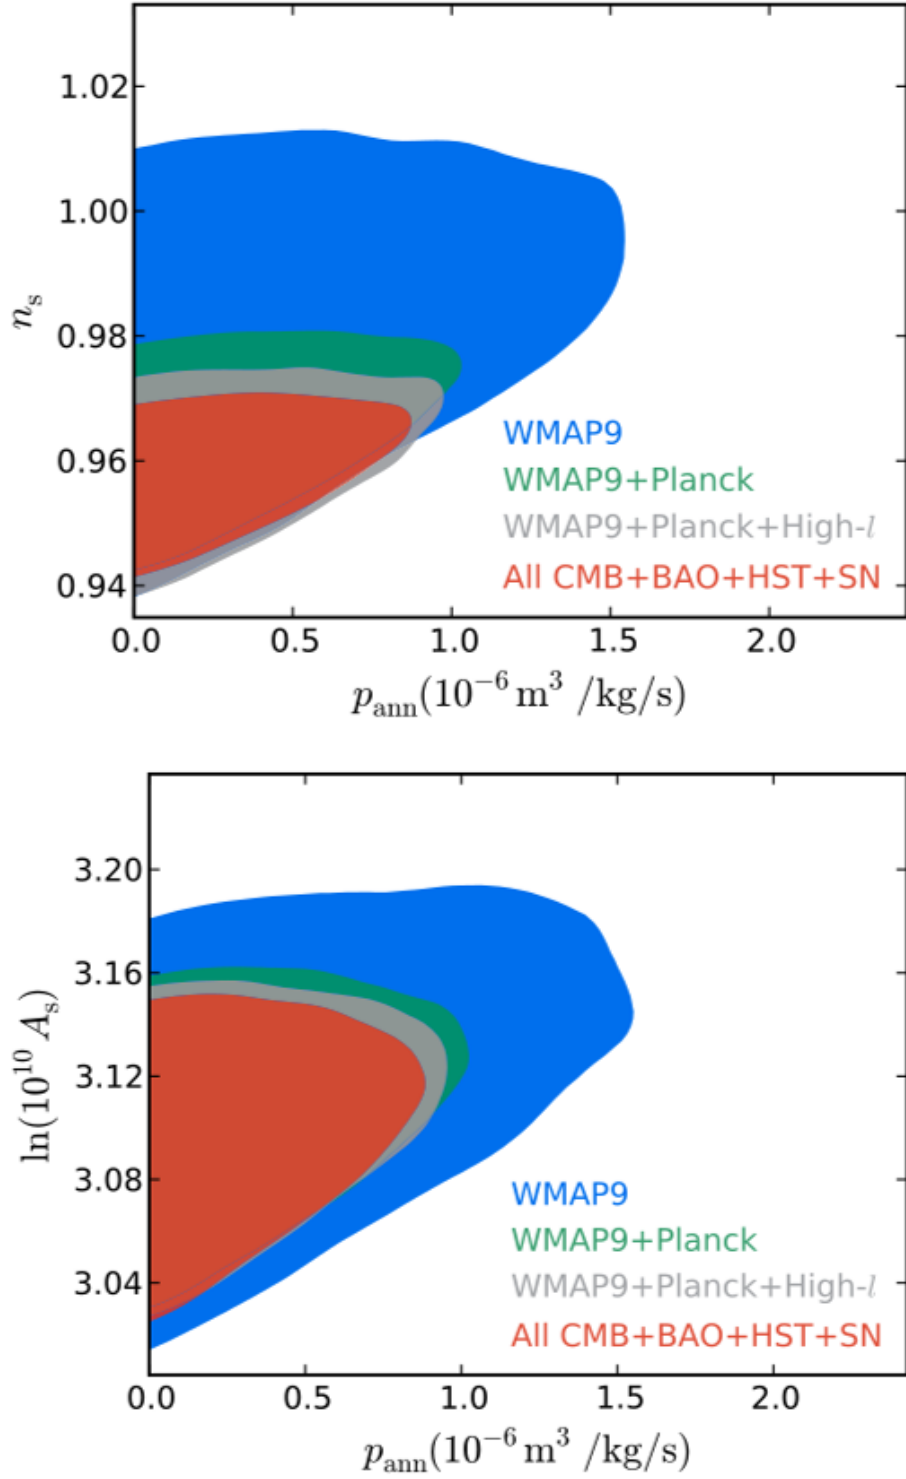 1.02
1.00
0.98
0.96
0.94
n_s
WMAP9
WMAP9+Planck
WMAP9+Planck+High-l
All CMB+BAO+HST+SN
0.0 0.5 1.0 1.5 2.0
p_ann(10^−6 m^3 /kg/s)
3.20
3.16
3.12
3.08
3.04
ln(10^10 A_s)
WMAP9
WMAP9+Planck
WMAP9+Planck+High-l
All CMB+BAO+HST+SN
0.0 0.5 1.0 1.5 2.0
p_ann(10^−6 m^3 /kg/s)